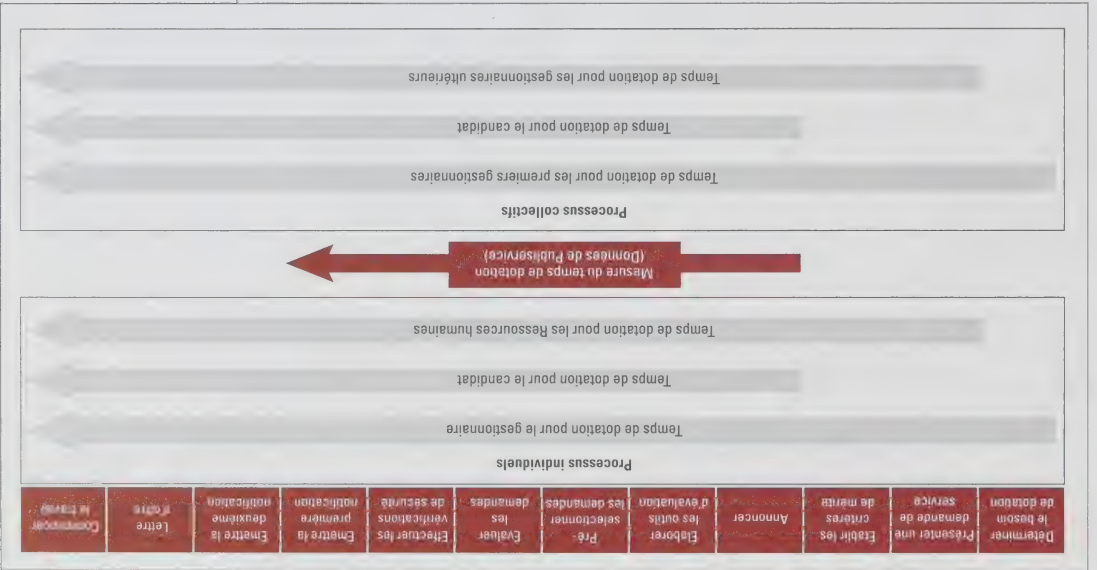 Déterminer
le besoin
de dotation
Présenter une
demande de
service
Établir les
critères
de mérite
Annoncer
Élaborer
les outils
d'évaluation
Pré-
sélectionner
les demandes
Évaluer
les
demandes
Effectuer les
vérifications
de sécurité
Émettre la
première
notification
Émettre la
deuxième
notification
Lettre
d'offre
Commencer
le travail
Processus individuels
Temps de dotation pour le gestionnaire
Temps de dotation pour le candidat
Temps de dotation pour les Ressources humaines
Mesure du temps de dotation
(Données de Publiservice)
Processus collectifs
Temps de dotation pour les premiers gestionnaires
Temps de dotation pour le candidat
Temps de dotation pour les gestionnaires ultérieurs